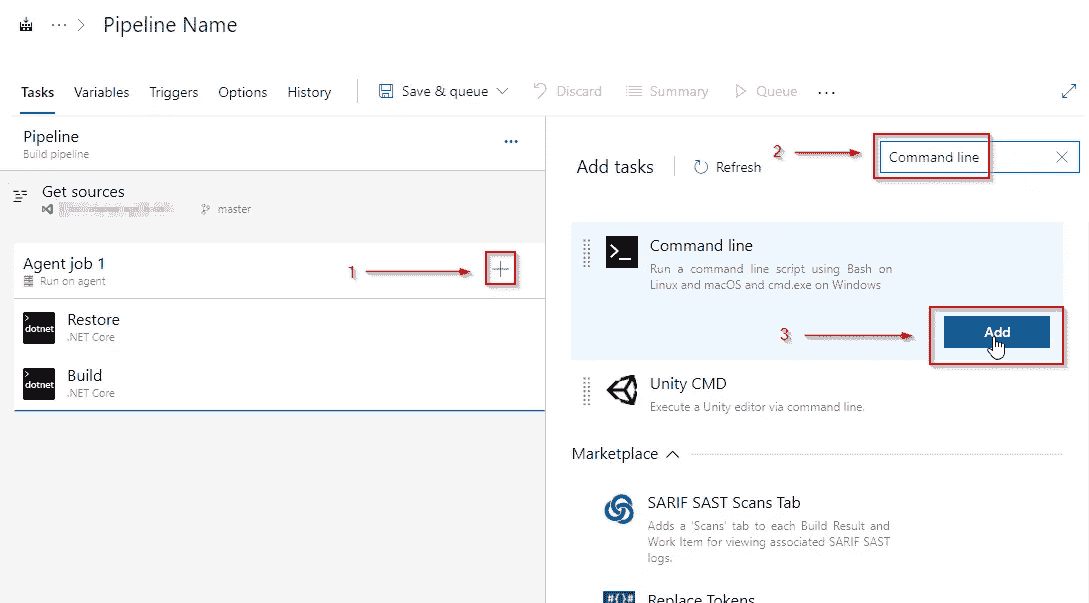 ··· > Pipeline Name
Tasks Variables Triggers Options History Save & queue Discard Summary Queue ...
Pipeline
Build pipeline
...
Get sources
master
Agent job 1
Run on agent
1
dotnet
Restore
.NET Core
dotnet
Build
.NET Core
Add tasks
Refresh
2
Command line
>_
Command line
Run a command line script using Bash on
Linux and macOS and cmd.exe on Windows
3
Add
Unity CMD
Execute a Unity editor via command line.
Marketplace
SARIF SAST Scans Tab
Adds a 'Scans' tab to each Build Result and
Work Item for viewing associated SARIF SAST
logs.
#{}#
Replace Tokens